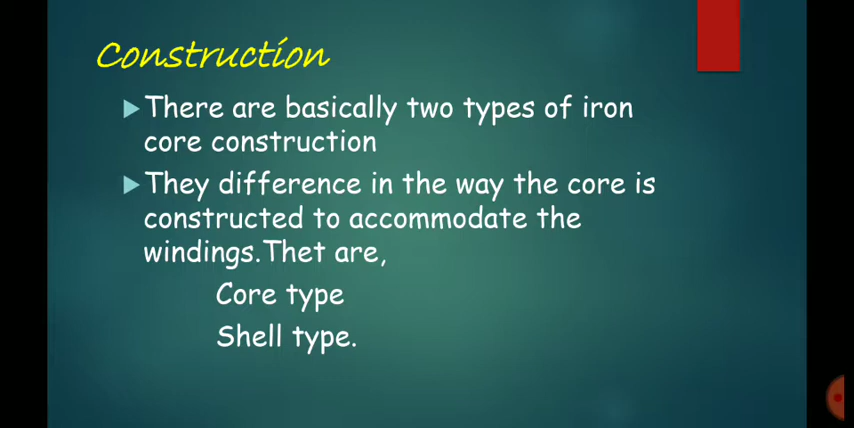 Construction
There are basically two types of iron
core construction
They difference in the way the core is
constructed to accommodate the
windings.Thet are,
Core type
Shell type.